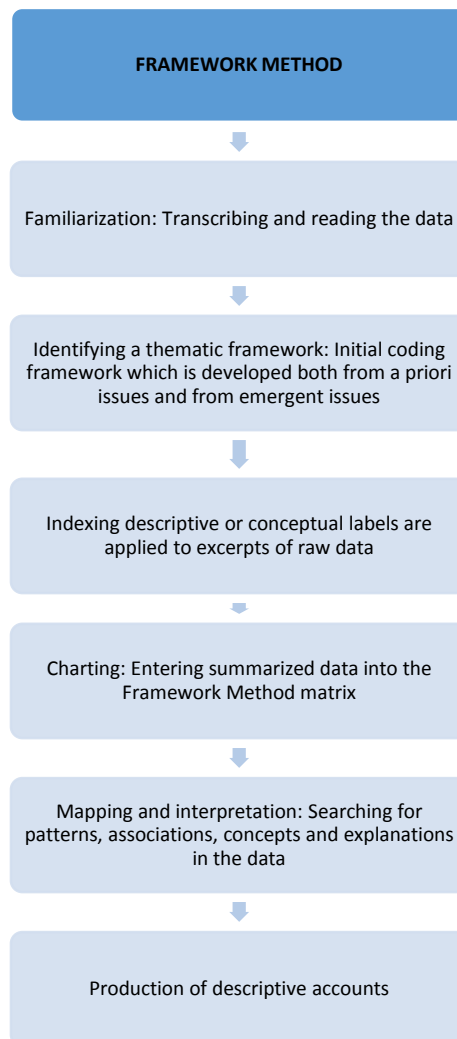 FRAMEWORK METHOD
Familiarization: Transcribing and reading the data
Identifying a thematic framework: Initial coding
framework which is developed both from a priori
issues and from emergent issues
Indexing descriptive or conceptual labels are
applied to excerpts of raw data
Charting: Entering summarized data into the
Framework Method matrix
Mapping and interpretation: Searching for
patterns, associations, concepts and explanations
in the data
Production of descriptive accounts